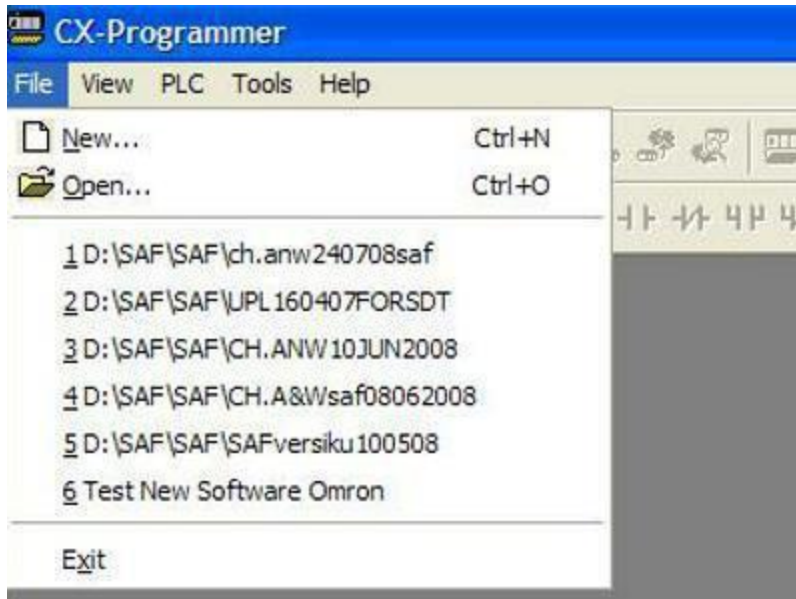 CX-Programmer
File View PLC Tools Help
New... Ctrl+N
Open... Ctrl+O
1 D:\SAF\SAF\ch.anw240708saf
2 D:\SAF\SAF\UPL160407FORSDT
3 D:\SAF\SAF\CH.ANW10JUN2008
4 D:\SAF\SAF\CH.A&Wsaf08062008
5 D:\SAF\SAF\SAFversiku100508
6 Test New Software Omron
Exit